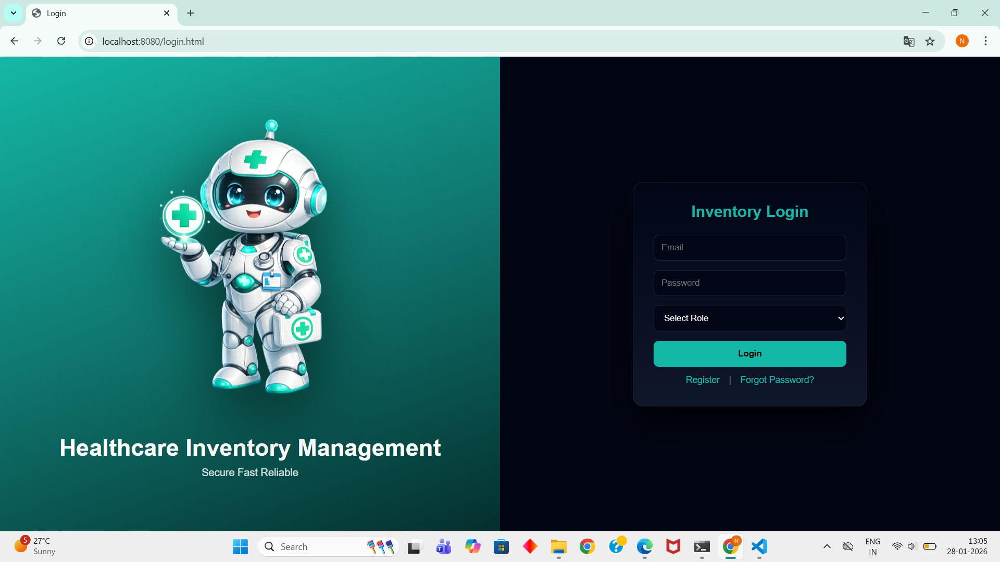 Login
localhost:8080/login.html
N
Healthcare Inventory Management
Secure Fast Reliable
Inventory Login
Email
Password
Select Role
Login
Register | Forgot Password?
5
27°C
Sunny
Search
T
N
ENG
IN
13:05
28-01-2026